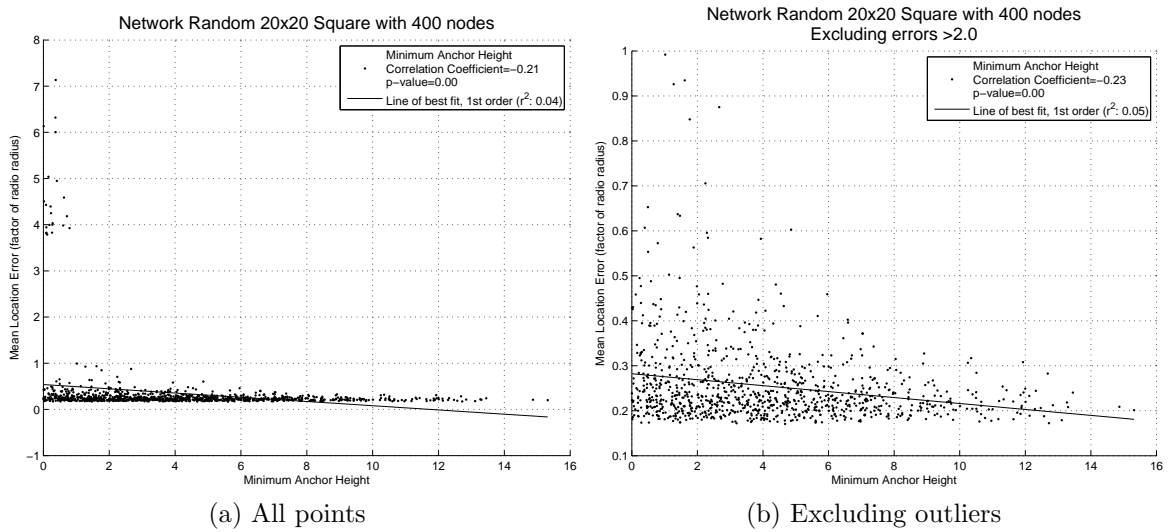 Network Random 20x20 Square with 400 nodes
8
7
6
5
4
3
2
1
0
−1
Mean Location Error (factor of radio radius)
Minimum Anchor Height
Correlation Coefficient=−0.21
p−value=0.00
Line of best fit, 1st order (r²: 0.04)
0 2 4 6 8 10 12 14 16
Minimum Anchor Height
(a) All points
Network Random 20x20 Square with 400 nodes
Excluding errors >2.0
1
0.9
0.8
0.7
0.6
0.5
0.4
0.3
0.2
0.1
Mean Location Error (factor of radio radius)
Minimum Anchor Height
Correlation Coefficient=−0.23
p−value=0.00
Line of best fit, 1st order (r²: 0.05)
0 2 4 6 8 10 12 14 16
Minimum Anchor Height
(b) Excluding outliers